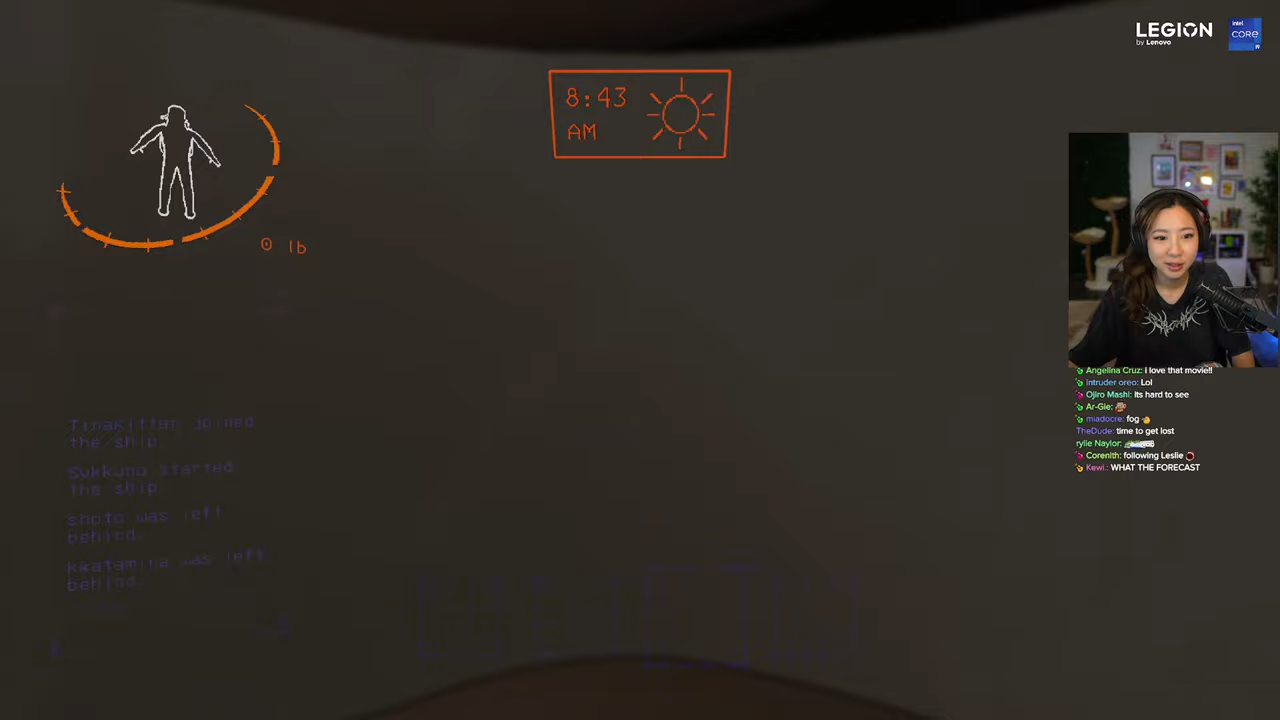 LEGION
by Lenovo
intel
CORE
i9
8:43
AM
0 lb
TinaKitten joined
the ship.
Sykkuno started
the ship.
shoto was left
behind.
kkatamina was left
behind.
Angelina Cruz: I love that movie!!
Intruder oreo: Lol
Ojiro Mashi: Its hard to see
Ar-Gie:
miadocre: fog
TheDude: time to get lost
rylie Naylor:
Corenith: following Leslie
Kewi.: WHAT THE FORECAST